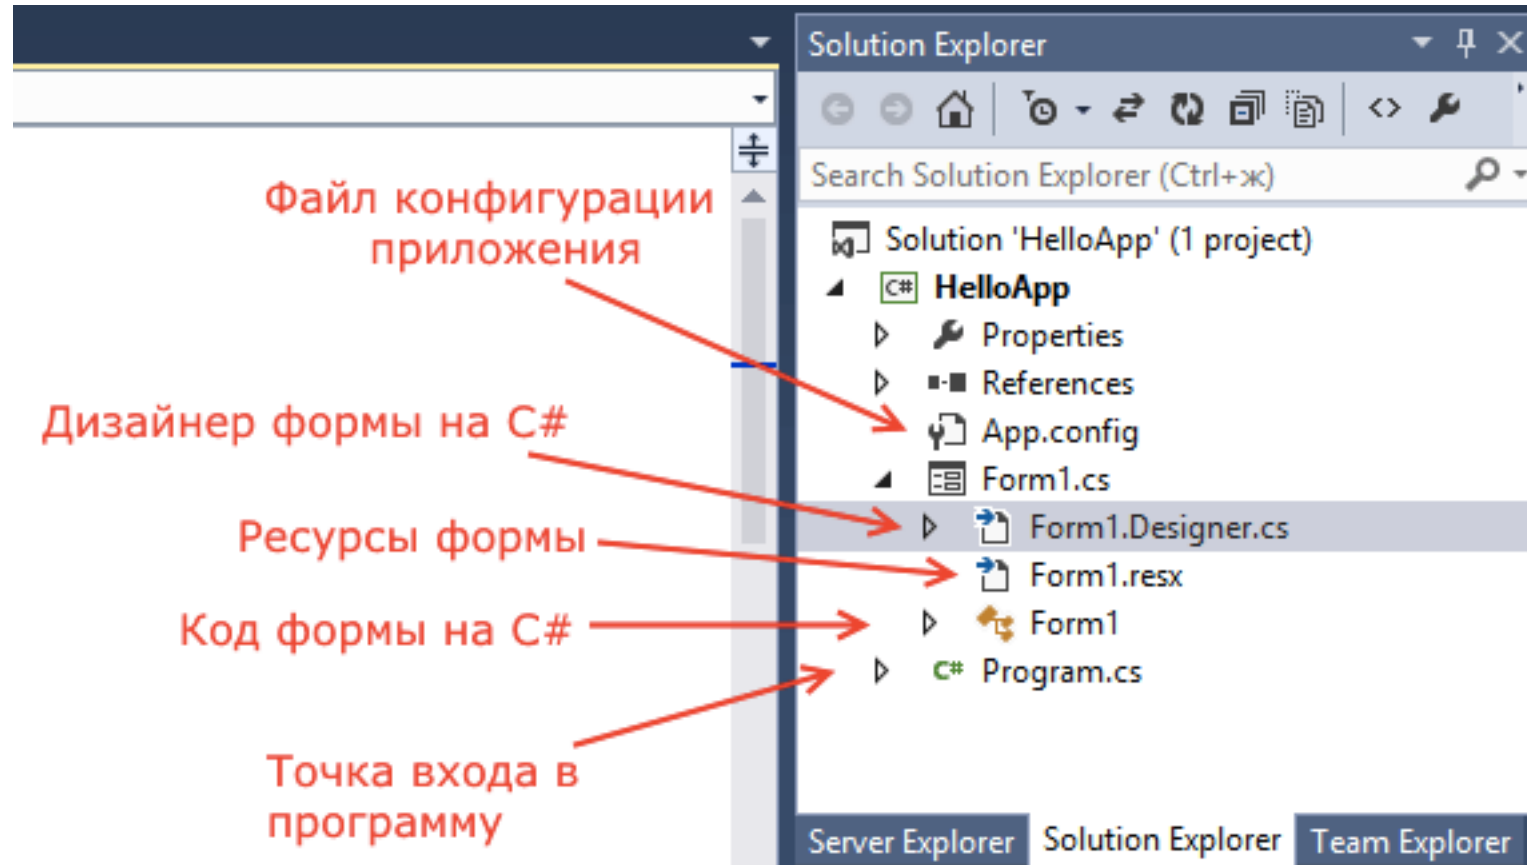 Solution Explorer
Search Solution Explorer (Ctrl+ж)
Файл конфигурации
приложения
Solution 'HelloApp' (1 project)
C# HelloApp
Properties
References
App.config
Дизайнер формы на C#
Form1.cs
Form1.Designer.cs
Ресурсы формы
Form1.resx
Код формы на C#
Form1
C# Program.cs
Точка входа в
программу
Server Explorer
Solution Explorer
Team Explorer